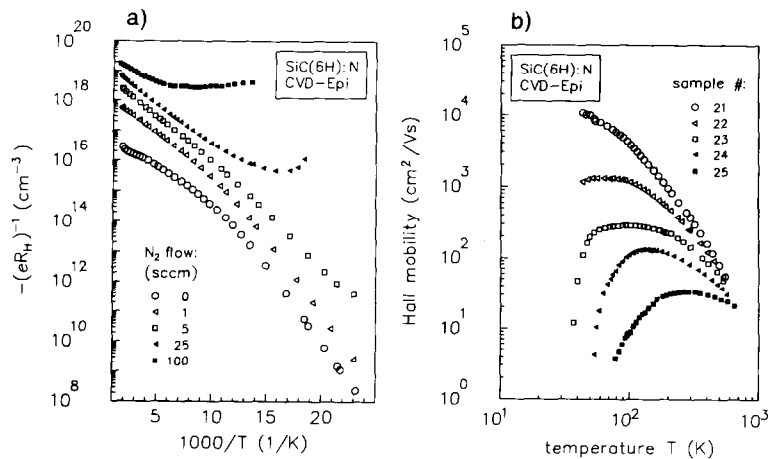 a)
10^20
10^18
10^16
10^14
10^12
10^10
10^8
-(eR_H)^-1 (cm^-3)
SiC(6H): N
CVD-Epi
N_2 flow:
(sccm)
0
1
5
25
100
5 10 15 20
1000/T (1/K)
b)
10^5
10^4
10^3
10^2
10^1
10^0
Hall mobility (cm^2/Vs)
SiC(6H): N
CVD-Epi
sample #:
21
22
23
24
25
10^1 10^2 10^3
temperature T (K)